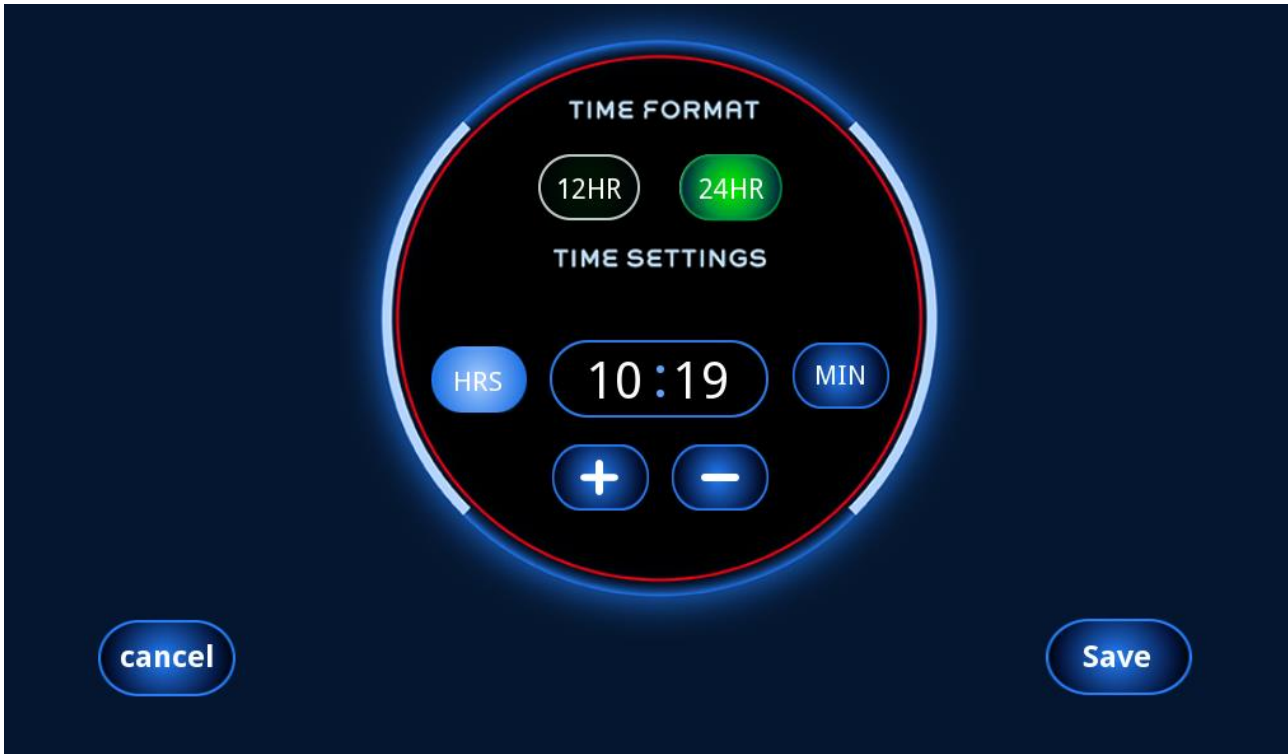 TIME FORMAT
12HR 24HR
TIME SETTINGS
HRS 10:19 MIN
+ −
cancel Save